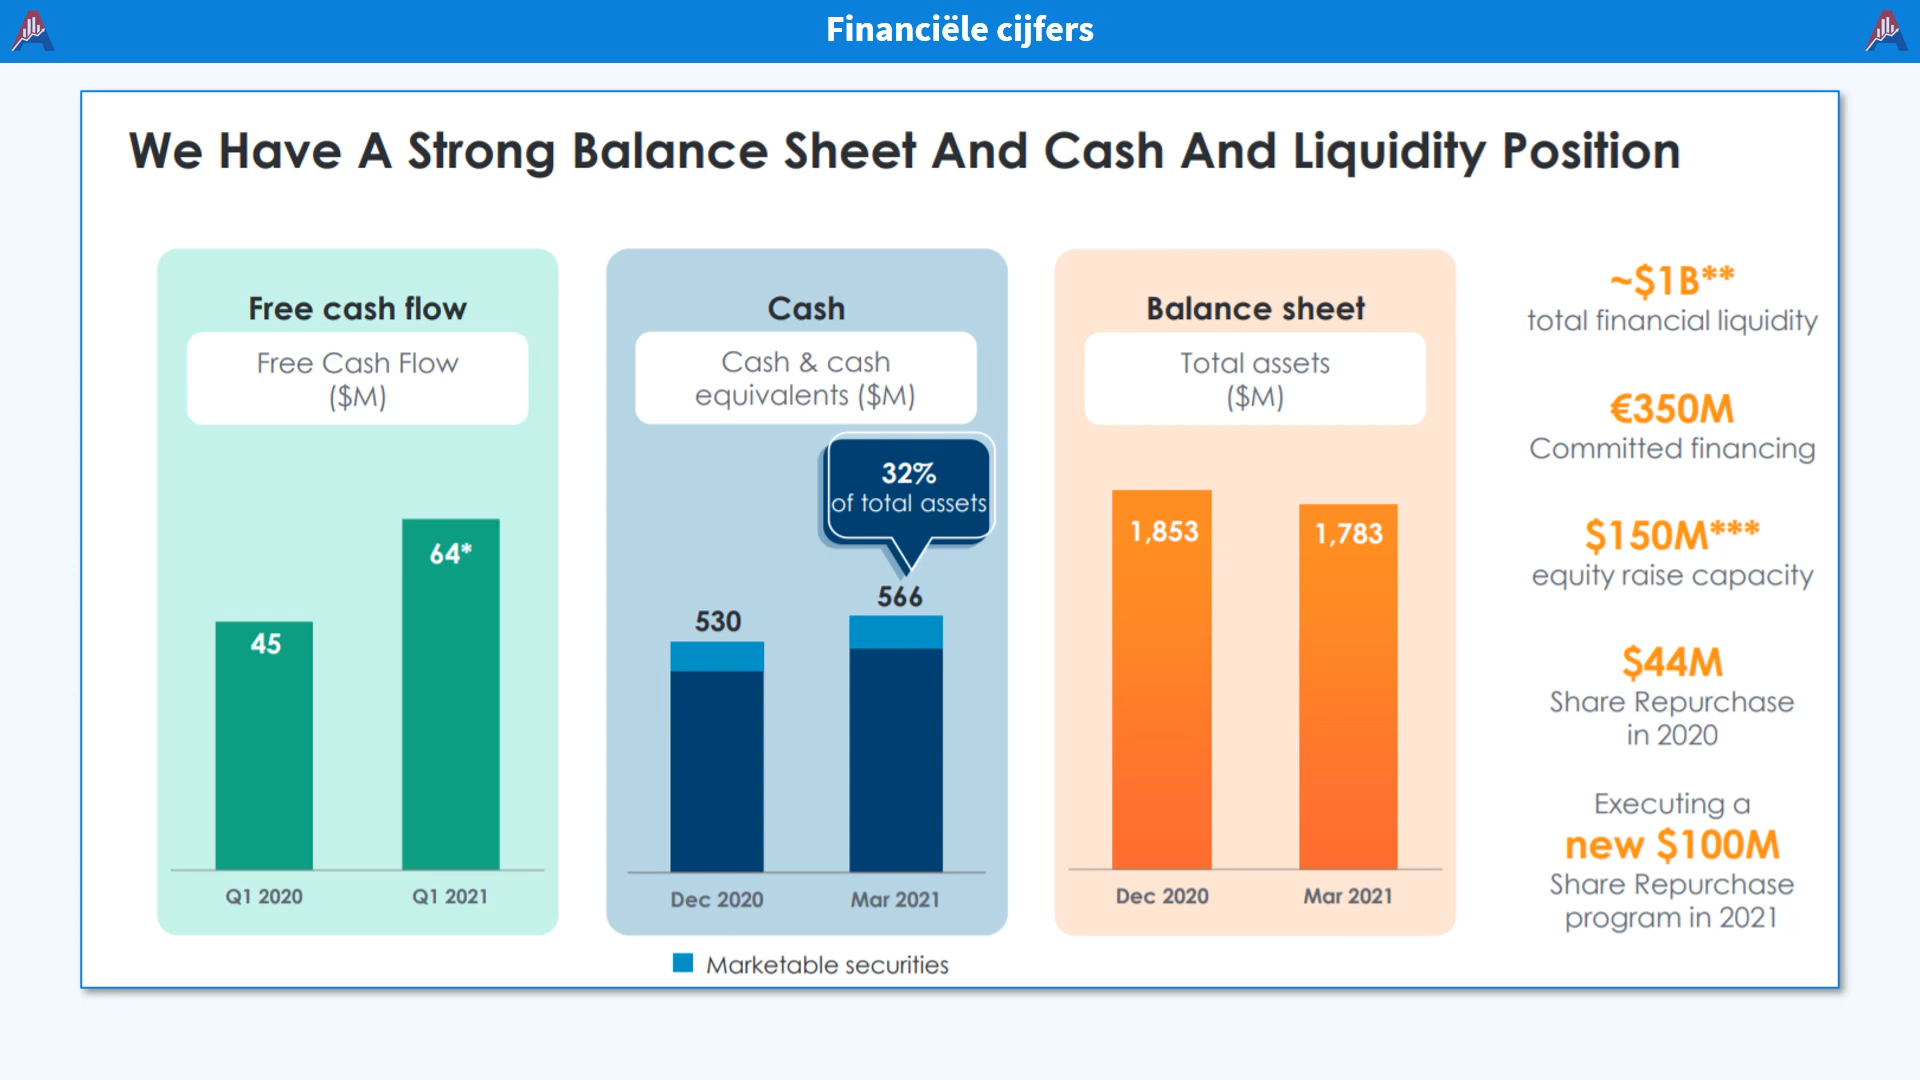 Financiële cijfers
We Have A Strong Balance Sheet And Cash And Liquidity Position
Free cash flow
Free Cash Flow
($M)
45
64*
Q1 2020
Q1 2021
Cash
Cash & cash
equivalents ($M)
32%
of total assets
530
566
Dec 2020
Mar 2021
Marketable securities
Balance sheet
Total assets
($M)
1,853
1,783
Dec 2020
Mar 2021
~$1B**
total financial liquidity
€350M
Committed financing
$150M***
equity raise capacity
$44M
Share Repurchase
in 2020
Executing a
new $100M
Share Repurchase
program in 2021